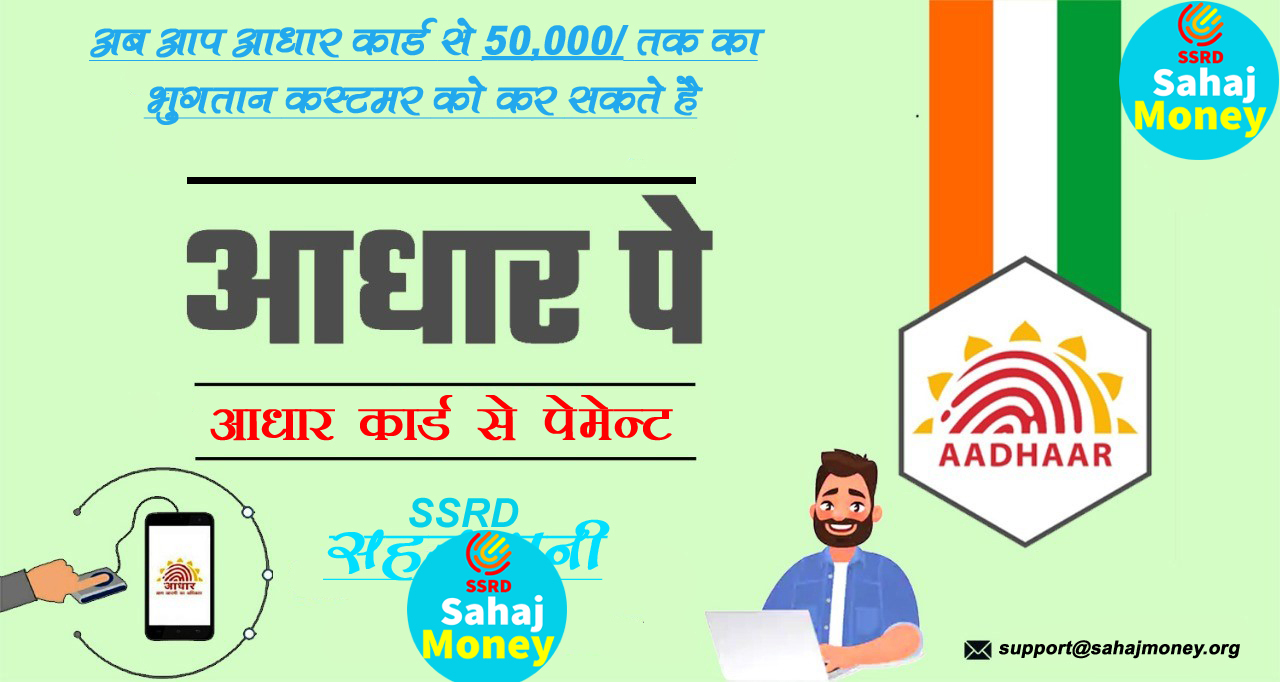 अब आप आधार कार्ड से 50,000/ तक का
भुगतान कस्टमर को कर सकते है
SSRD
Sahaj
Money
आधार पे
आधार कार्ड से पेमेन्ट
AADHAAR
SSRD
SSRD
Sahaj
Money
आधार
support@sahajmoney.org